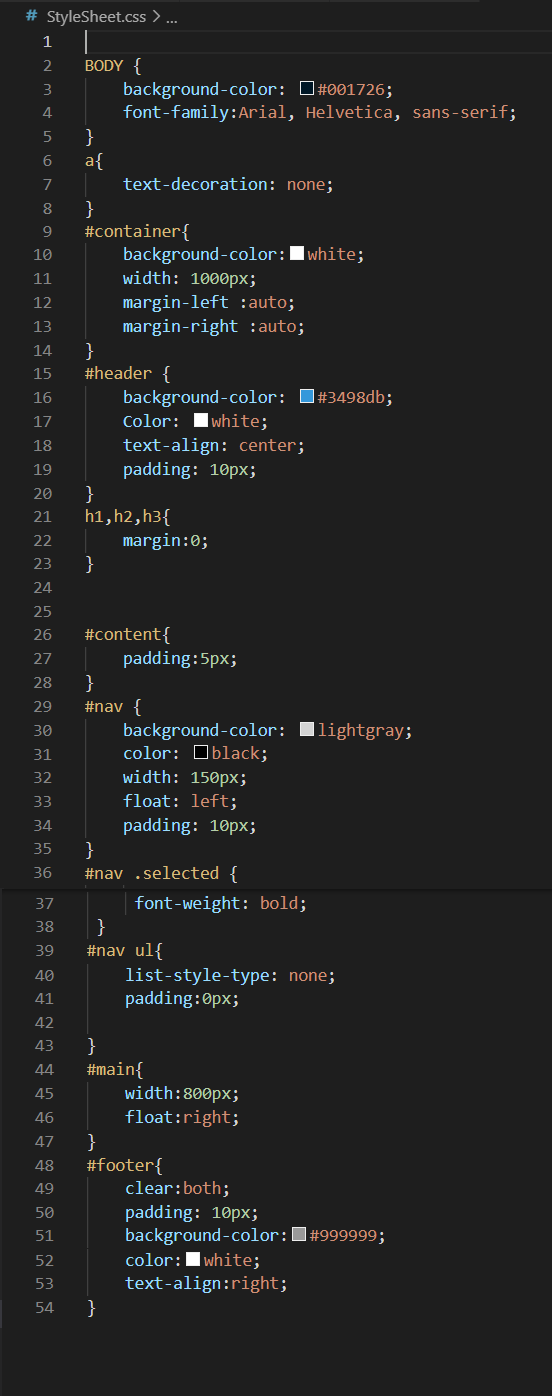 # StyleSheet.css > ...
1
2 BODY {
3     background-color: #001726;
4     font-family:Arial, Helvetica, sans-serif;
5 }
6 a{
7     text-decoration: none;
8 }
9 #container{
10     background-color:white;
11     width: 1000px;
12     margin-left :auto;
13     margin-right :auto;
14 }
15 #header {
16     background-color: #3498db;
17     Color: white;
18     text-align: center;
19     padding: 10px;
20 }
21 h1,h2,h3{
22     margin:0;
23 }
24
25
26 #content{
27     padding:5px;
28 }
29 #nav {
30     background-color: lightgray;
31     color: black;
32     width: 150px;
33     float: left;
34     padding: 10px;
35 }
36 #nav .selected {
37      font-weight: bold;
38  }
39 #nav ul{
40     list-style-type: none;
41     padding:0px;
42
43 }
44 #main{
45     width:800px;
46     float:right;
47 }
48 #footer{
49     clear:both;
50     padding: 10px;
51     background-color:#999999;
52     color:white;
53     text-align:right;
54 }